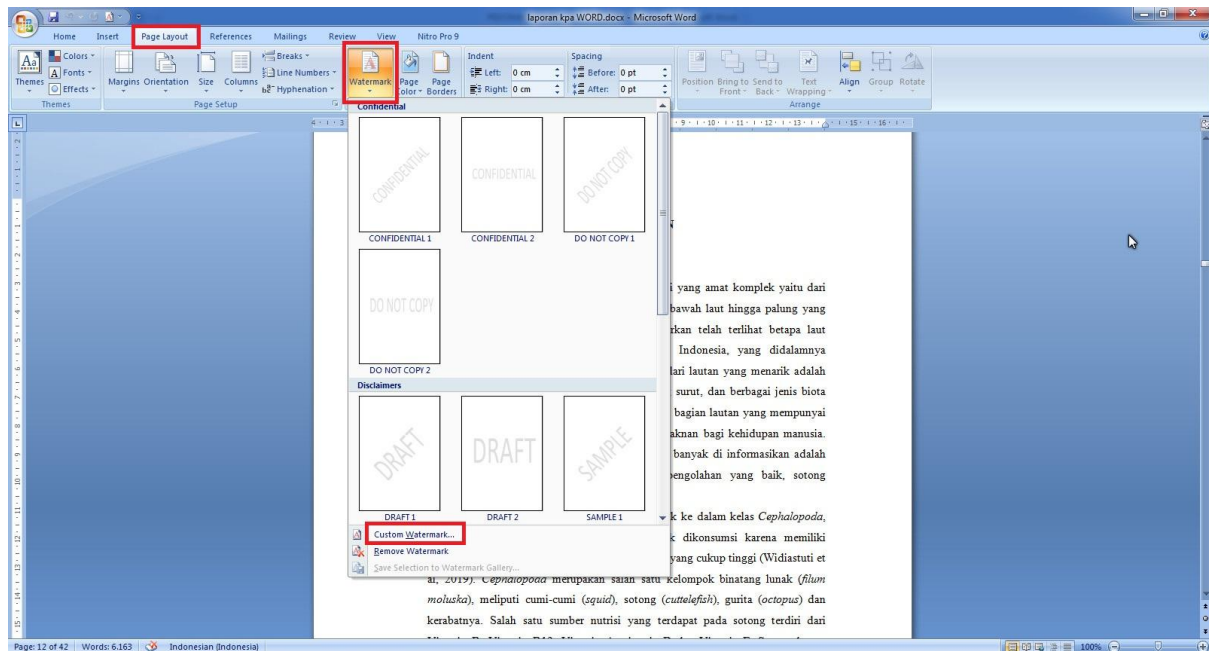 laporan kpa WORD.docx - Microsoft Word
Home Insert Page Layout References Mailings Review View Nitro Pro 9
Themes
Colors
Fonts
Effects
Themes
Margins Orientation Size Columns
Breaks
Line Numbers
Hyphenation
Page Setup
Watermark Page Color Page Borders
Indent
Left: 0 cm
Right: 0 cm
Spacing
Before: 0 pt
After: 0 pt
Position Bring to Front Send to Back Text Wrapping Align Group Rotate
Arrange
Confidential
CONFIDENTIAL
CONFIDENTIAL
DO NOT COPY
CONFIDENTIAL 1
CONFIDENTIAL 2
DO NOT COPY 1
DO NOT COPY
DO NOT COPY 2
Disclaimers
DRAFT
DRAFT
SAMPLE
DRAFT 1
DRAFT 2
SAMPLE 1
Custom Watermark...
Remove Watermark
Save Selection to Watermark Gallery...
yang amat komplek yaitu dari
bawah laut hingga palung yang
telah terlihat betapa laut
Indonesia, yang didalamnya
lautan yang menarik adalah
surut, dan berbagai jenis biota
bagian lautan yang mempunyai
bagi kehidupan manusia.
banyak di informasikan adalah
yang baik, sotong
ke dalam kelas Cephalopoda,
dikonsumsi karena memiliki
yang cukup tinggi (Widiastuti et
al, 2019). Cephalopoda merupakan salah satu kelompok binatang lunak (filum
moluska), meliputi cumi-cumi (squid), sotong (cuttelefish), gurita (octopus) dan
kerabatnya. Salah satu sumber nutrisi yang terdapat pada sotong terdiri dari
Page: 12 of 42 Words: 6.163 Indonesian (Indonesia) 100%